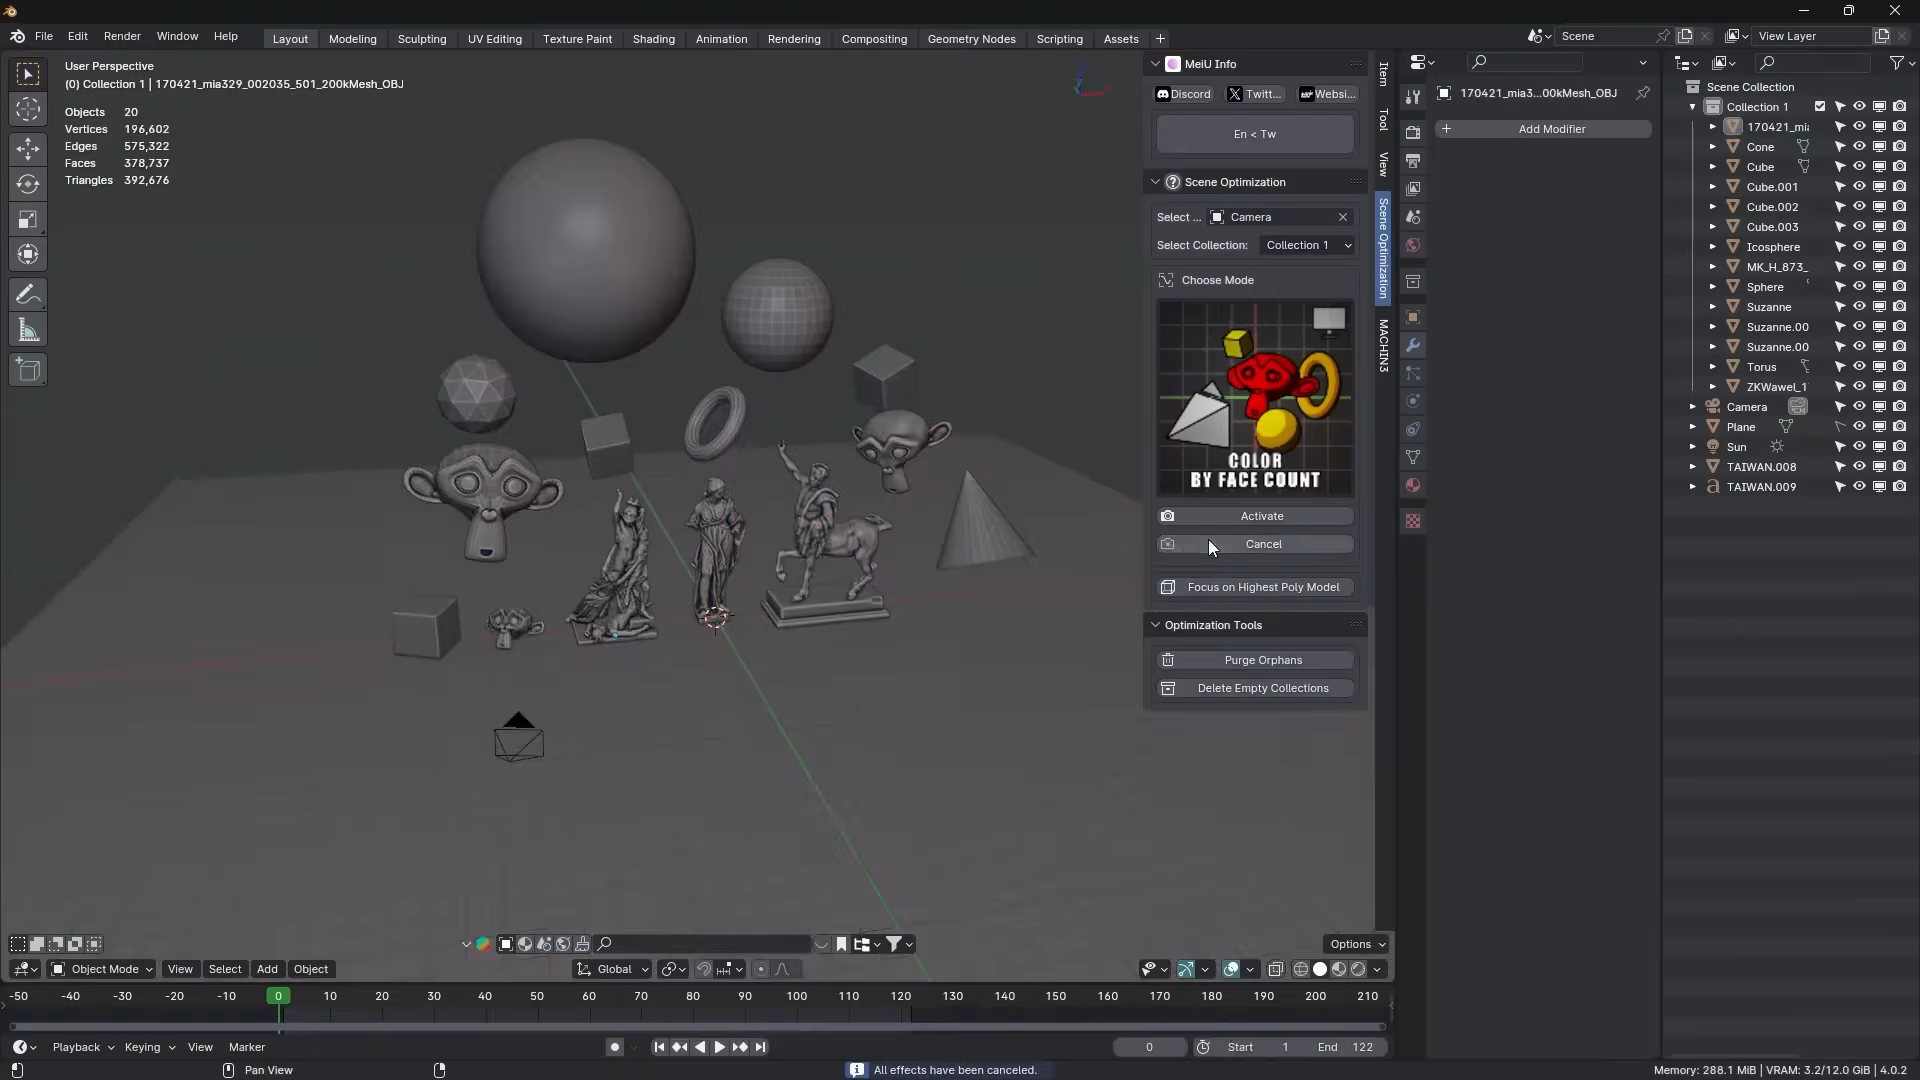 File Edit Render Window Help Layout Modeling Sculpting UV Editing Texture Paint Shading Animation Rendering Compositing Geometry Nodes Scripting Assets + Scene View Layer
User Perspective
(0) Collection 1 | 170421_mia329_002035_501_200kMesh_OBJ
Objects 20
Vertices 196,602
Edges 575,322
Faces 378,737
Triangles 392,676
MeiU Info
Discord Twitt... Websi...
En < Tw
Scene Optimization
Select ... Camera
Select Collection: Collection 1
Choose Mode
COLOR
BY FACE COUNT
Activate
Cancel
Focus on Highest Poly Model
Optimization Tools
Purge Orphans
Delete Empty Collections
Item
Tool
View
Scene Optimization
MACHIN3
170421_mia3...00kMesh_OBJ
+ Add Modifier
Scene Collection
Collection 1
170421_mia
Cone
Cube
Cube.001
Cube.002
Cube.003
Icosphere
MK_H_873_
Sphere
Suzanne
Suzanne.00
Suzanne.00
Torus
ZKWawel_1
Camera
Plane
Sun
TAIWAN.008
TAIWAN.009
Options
Object Mode View Select Add Object Global
-50 -40 -30 -20 -10 0 10 20 30 40 50 60 70 80 90 100 110 120 130 140 150 160 170 180 190 200 210
Playback Keying View Marker 0 Start 1 End 122
Pan View All effects have been canceled. Memory: 288.1 MiB | VRAM: 3.2/12.0 GiB | 4.0.2